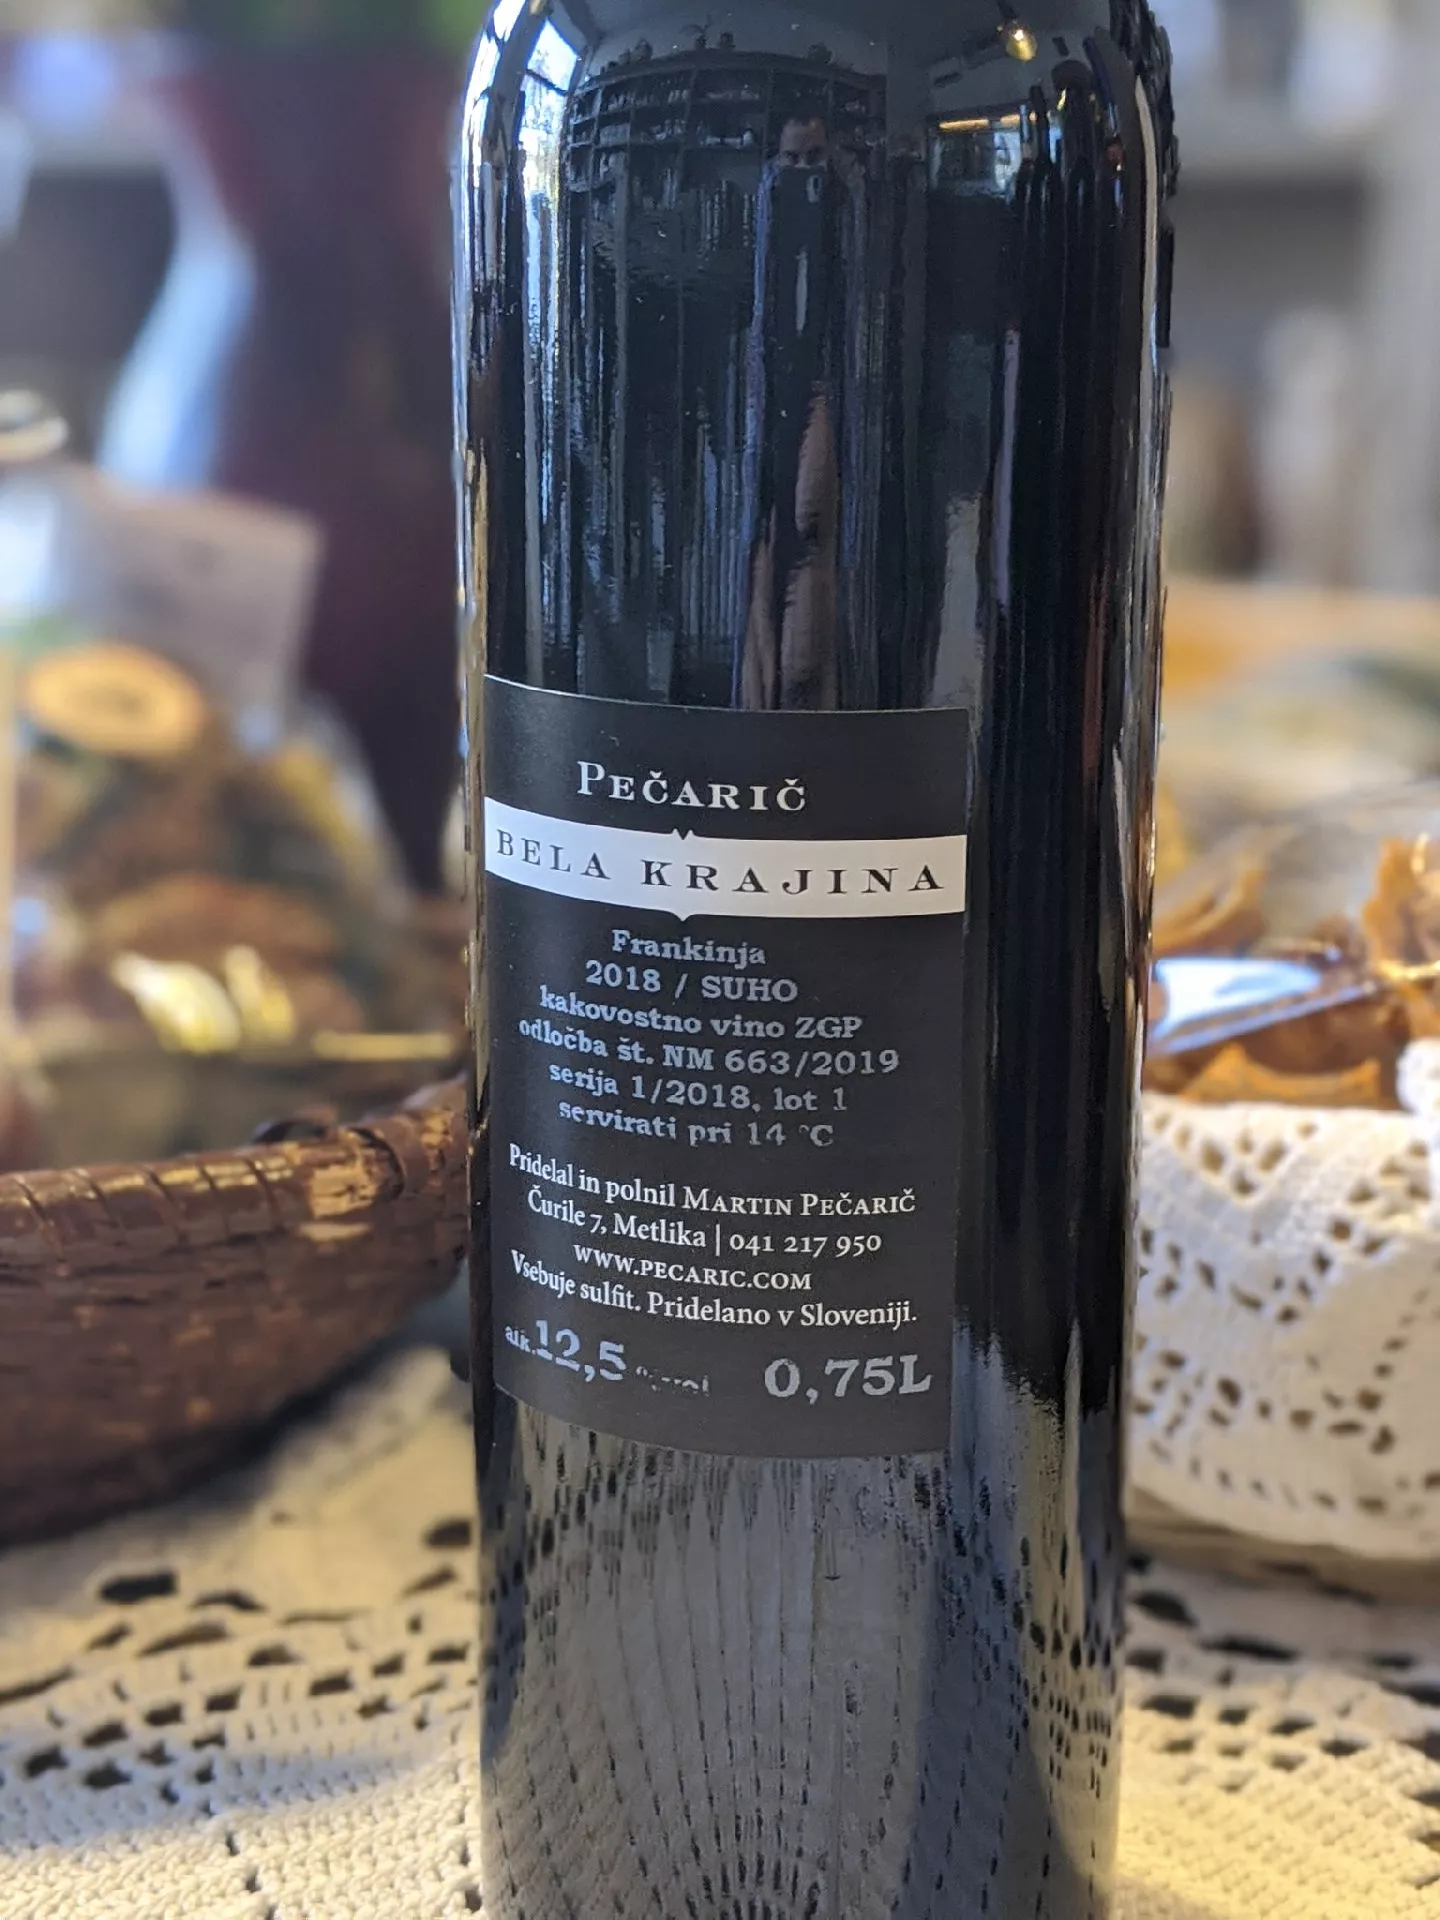 PEČARIČ
BELA KRAJINA
Frankinja
2018 / SUHO
kakovostno vino ZGP
odločba št. NM 663/2019
serija 1/2018, lot 1
servirati pri 14 °C
Pridelal in polnil MARTIN PEČARIČ
Čurile 7, Metlika | 041 217 950
WWW.PECARIC.COM
Vsebuje sulfit. Pridelano v Sloveniji.
alk.12,5 %vol 0,75L